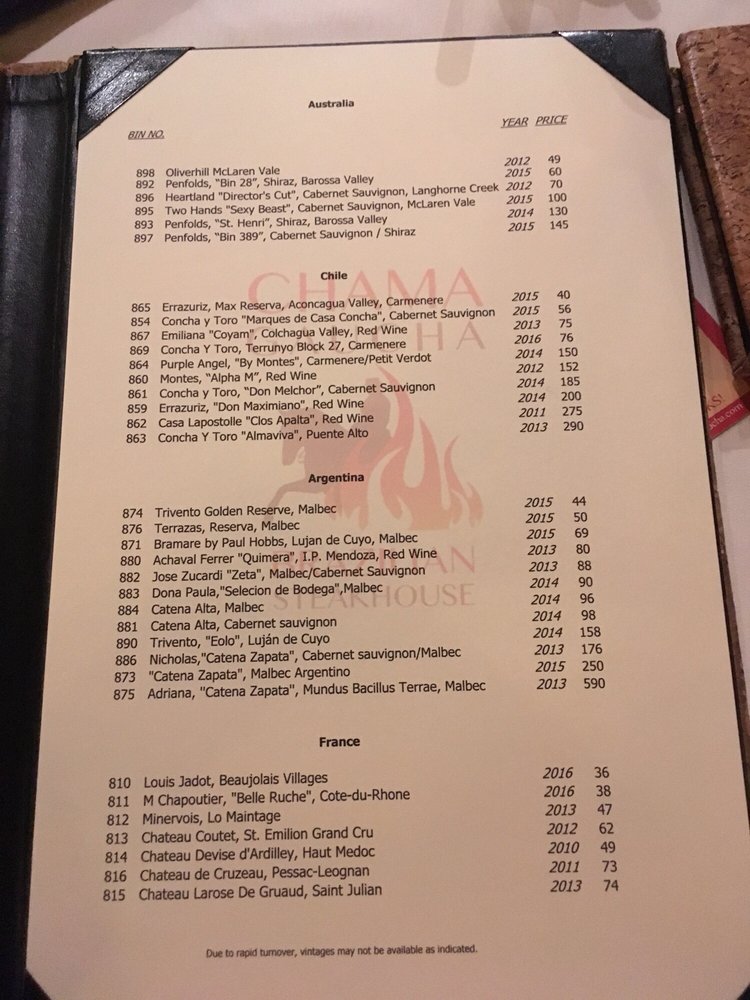 Australia
BIN NO. YEAR PRICE
898 Oliverhill McLaren Vale 2012 49
892 Penfolds, "Bin 28", Shiraz, Barossa Valley 2015 60
896 Heartland "Director's Cut", Cabernet Sauvignon, Langhorne Creek 2012 70
895 Two Hands "Sexy Beast", Cabernet Sauvignon, McLaren Vale 2015 100
893 Penfolds, "St. Henri", Shiraz, Barossa Valley 2014 130
897 Penfolds, "Bin 389", Cabernet Sauvignon / Shiraz 2015 145
Chile
865 Errazuriz, Max Reserva, Aconcagua Valley, Carmenere 2015 40
854 Concha y Toro "Marques de Casa Concha", Cabernet Sauvignon 2015 56
867 Emiliana "Coyam", Colchagua Valley, Red Wine 2013 75
869 Concha Y Toro, Terrunyo Block 27, Carmenere 2016 76
864 Purple Angel, "By Montes", Carmenere/Petit Verdot 2014 150
860 Montes, "Alpha M", Red Wine 2012 152
861 Concha y Toro, "Don Melchor", Cabernet Sauvignon 2014 185
859 Errazuriz, "Don Maximiano", Red Wine 2014 200
862 Casa Lapostolle "Clos Apalta", Red Wine 2011 275
863 Concha Y Toro "Almaviva", Puente Alto 2013 290
Argentina
874 Trivento Golden Reserve, Malbec 2015 44
876 Terrazas, Reserva, Malbec 2015 50
871 Bramare by Paul Hobbs, Lujan de Cuyo, Malbec 2015 69
880 Achaval Ferrer "Quimera", I.P. Mendoza, Red Wine 2013 80
882 Jose Zucardi "Zeta", Malbec/Cabernet Sauvignon 2013 88
883 Dona Paula,"Selecion de Bodega",Malbec 2014 90
884 Catena Alta, Malbec 2014 96
881 Catena Alta, Cabernet sauvignon 2014 98
890 Trivento, "Eolo", Luján de Cuyo 2014 158
886 Nicholas,"Catena Zapata", Cabernet sauvignon/Malbec 2013 176
873 "Catena Zapata", Malbec Argentino 2015 250
875 Adriana, "Catena Zapata", Mundus Bacillus Terrae, Malbec 2013 590
France
810 Louis Jadot, Beaujolais Villages 2016 36
811 M Chapoutier, "Belle Ruche", Cote-du-Rhone 2016 38
812 Minervois, Lo Maintage 2013 47
813 Chateau Coutet, St. Emilion Grand Cru 2012 62
814 Chateau Devise d'Ardilley, Haut Medoc 2010 49
816 Chateau de Cruzeau, Pessac-Leognan 2011 73
815 Chateau Larose De Gruaud, Saint Julian 2013 74
Due to rapid turnover, vintages may not be available as indicated.
CHAMA
STEAKHOUSE